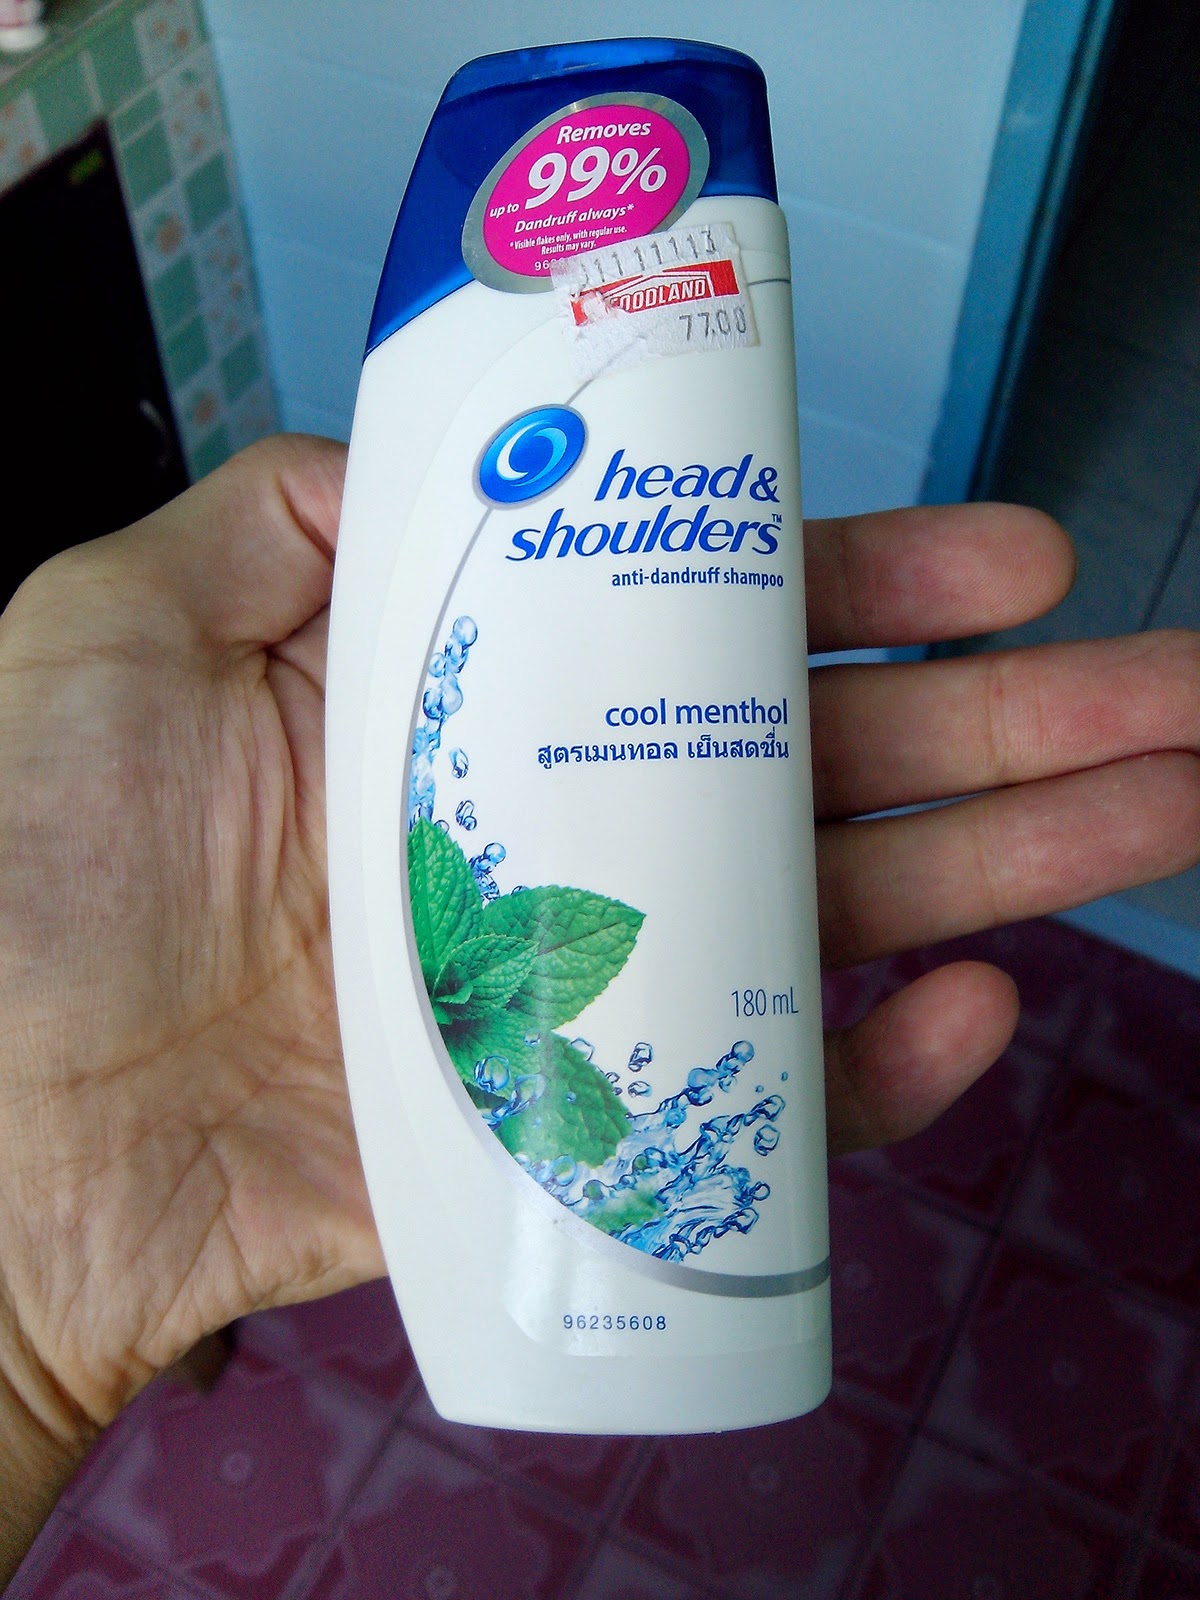 Removes
up to 99%
Dandruff always*
*Visible flakes only, with regular use.
Results may vary.
FOODLAND
77.00
head &
shoulders™
anti-dandruff shampoo
cool menthol
สูตรเมนทอล เย็นสดชื่น
180 mL
96235608